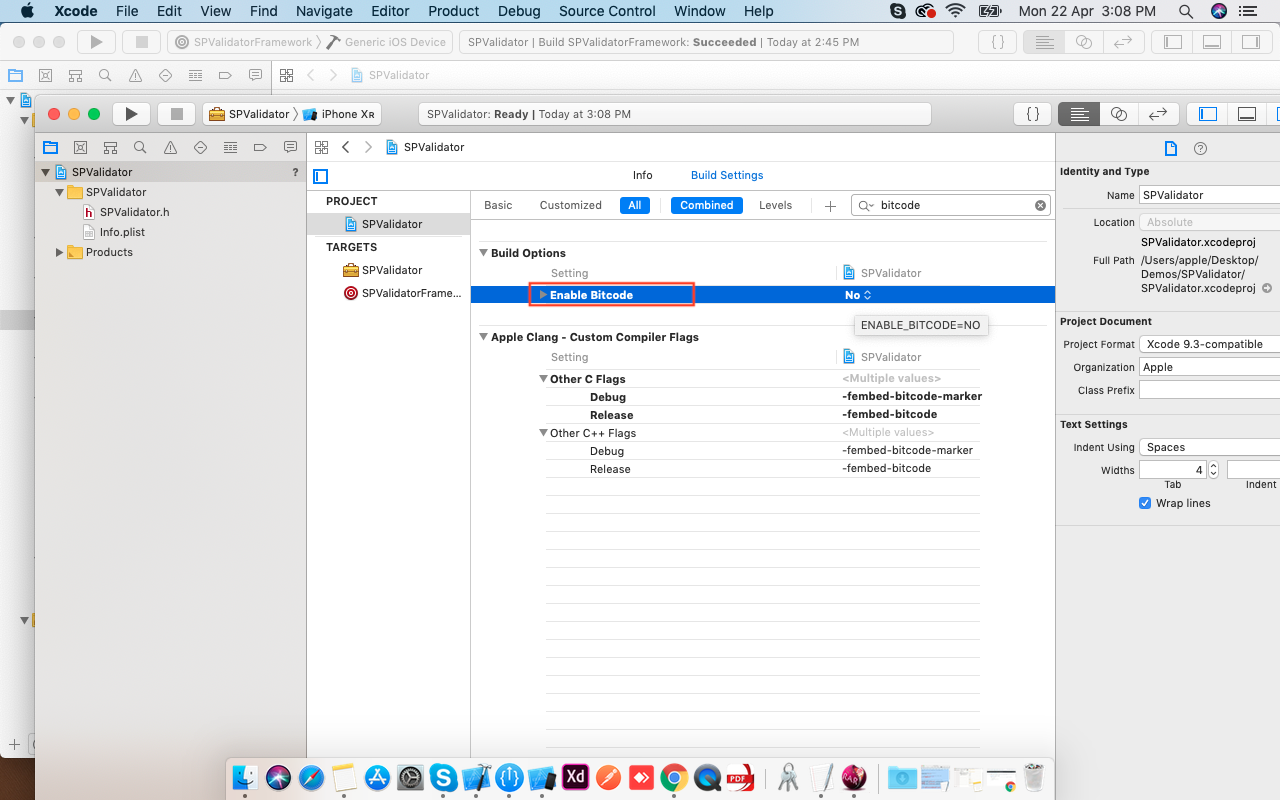 Xcode File Edit View Find Navigate Editor Product Debug Source Control Window Help Mon 22 Apr 3:08 PM
SPValidatorFramework Generic iOS Device SPValidator | Build SPValidatorFramework: Succeeded | Today at 2:45 PM { }
SPValidator
SPValidator iPhone XR SPValidator: Ready | Today at 3:08 PM { }
SPValidator
SPValidator ?
SPValidator
h SPValidator.h
Info.plist
Products
Info Build Settings
PROJECT
SPValidator
TARGETS
SPValidator
SPValidatorFrame...
Basic Customized All Combined Levels + bitcode
Build Options
Setting SPValidator
Enable Bitcode No
ENABLE_BITCODE=NO
Apple Clang - Custom Compiler Flags
Setting SPValidator
Other C Flags <Multiple values>
Debug -fembed-bitcode-marker
Release -fembed-bitcode
Other C++ Flags <Multiple values>
Debug -fembed-bitcode-marker
Release -fembed-bitcode
Identity and Type
Name SPValidator
Location Absolute
SPValidator.xcodeproj
Full Path /Users/apple/Desktop/
Demos/SPValidator/
SPValidator.xcodeproj
Project Document
Project Format Xcode 9.3-compatible
Organization Apple
Class Prefix
Text Settings
Indent Using Spaces
Widths 4
Tab Indent
Wrap lines
Xd
PDF